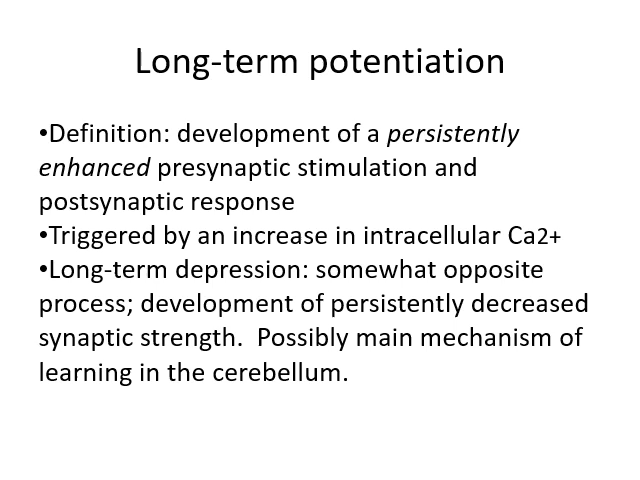 Long-term potentiation
•Definition: development of a persistently
enhanced presynaptic stimulation and
postsynaptic response
•Triggered by an increase in intracellular Ca2+
•Long-term depression: somewhat opposite
process; development of persistently decreased
synaptic strength.  Possibly main mechanism of
learning in the cerebellum.